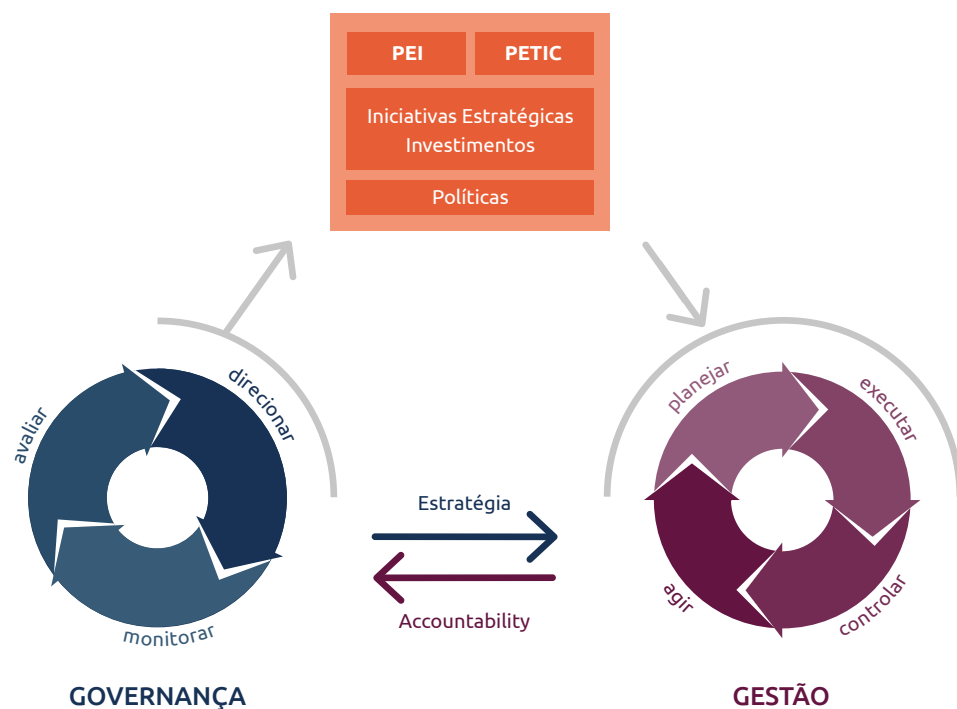 PEI
PETIC
Iniciativas Estratégicas
Investimentos
Políticas
avaliar
direcionar
monitorar
Estratégia
Accountability
planejar
executar
controlar
agir
GOVERNANÇA
GESTÃO